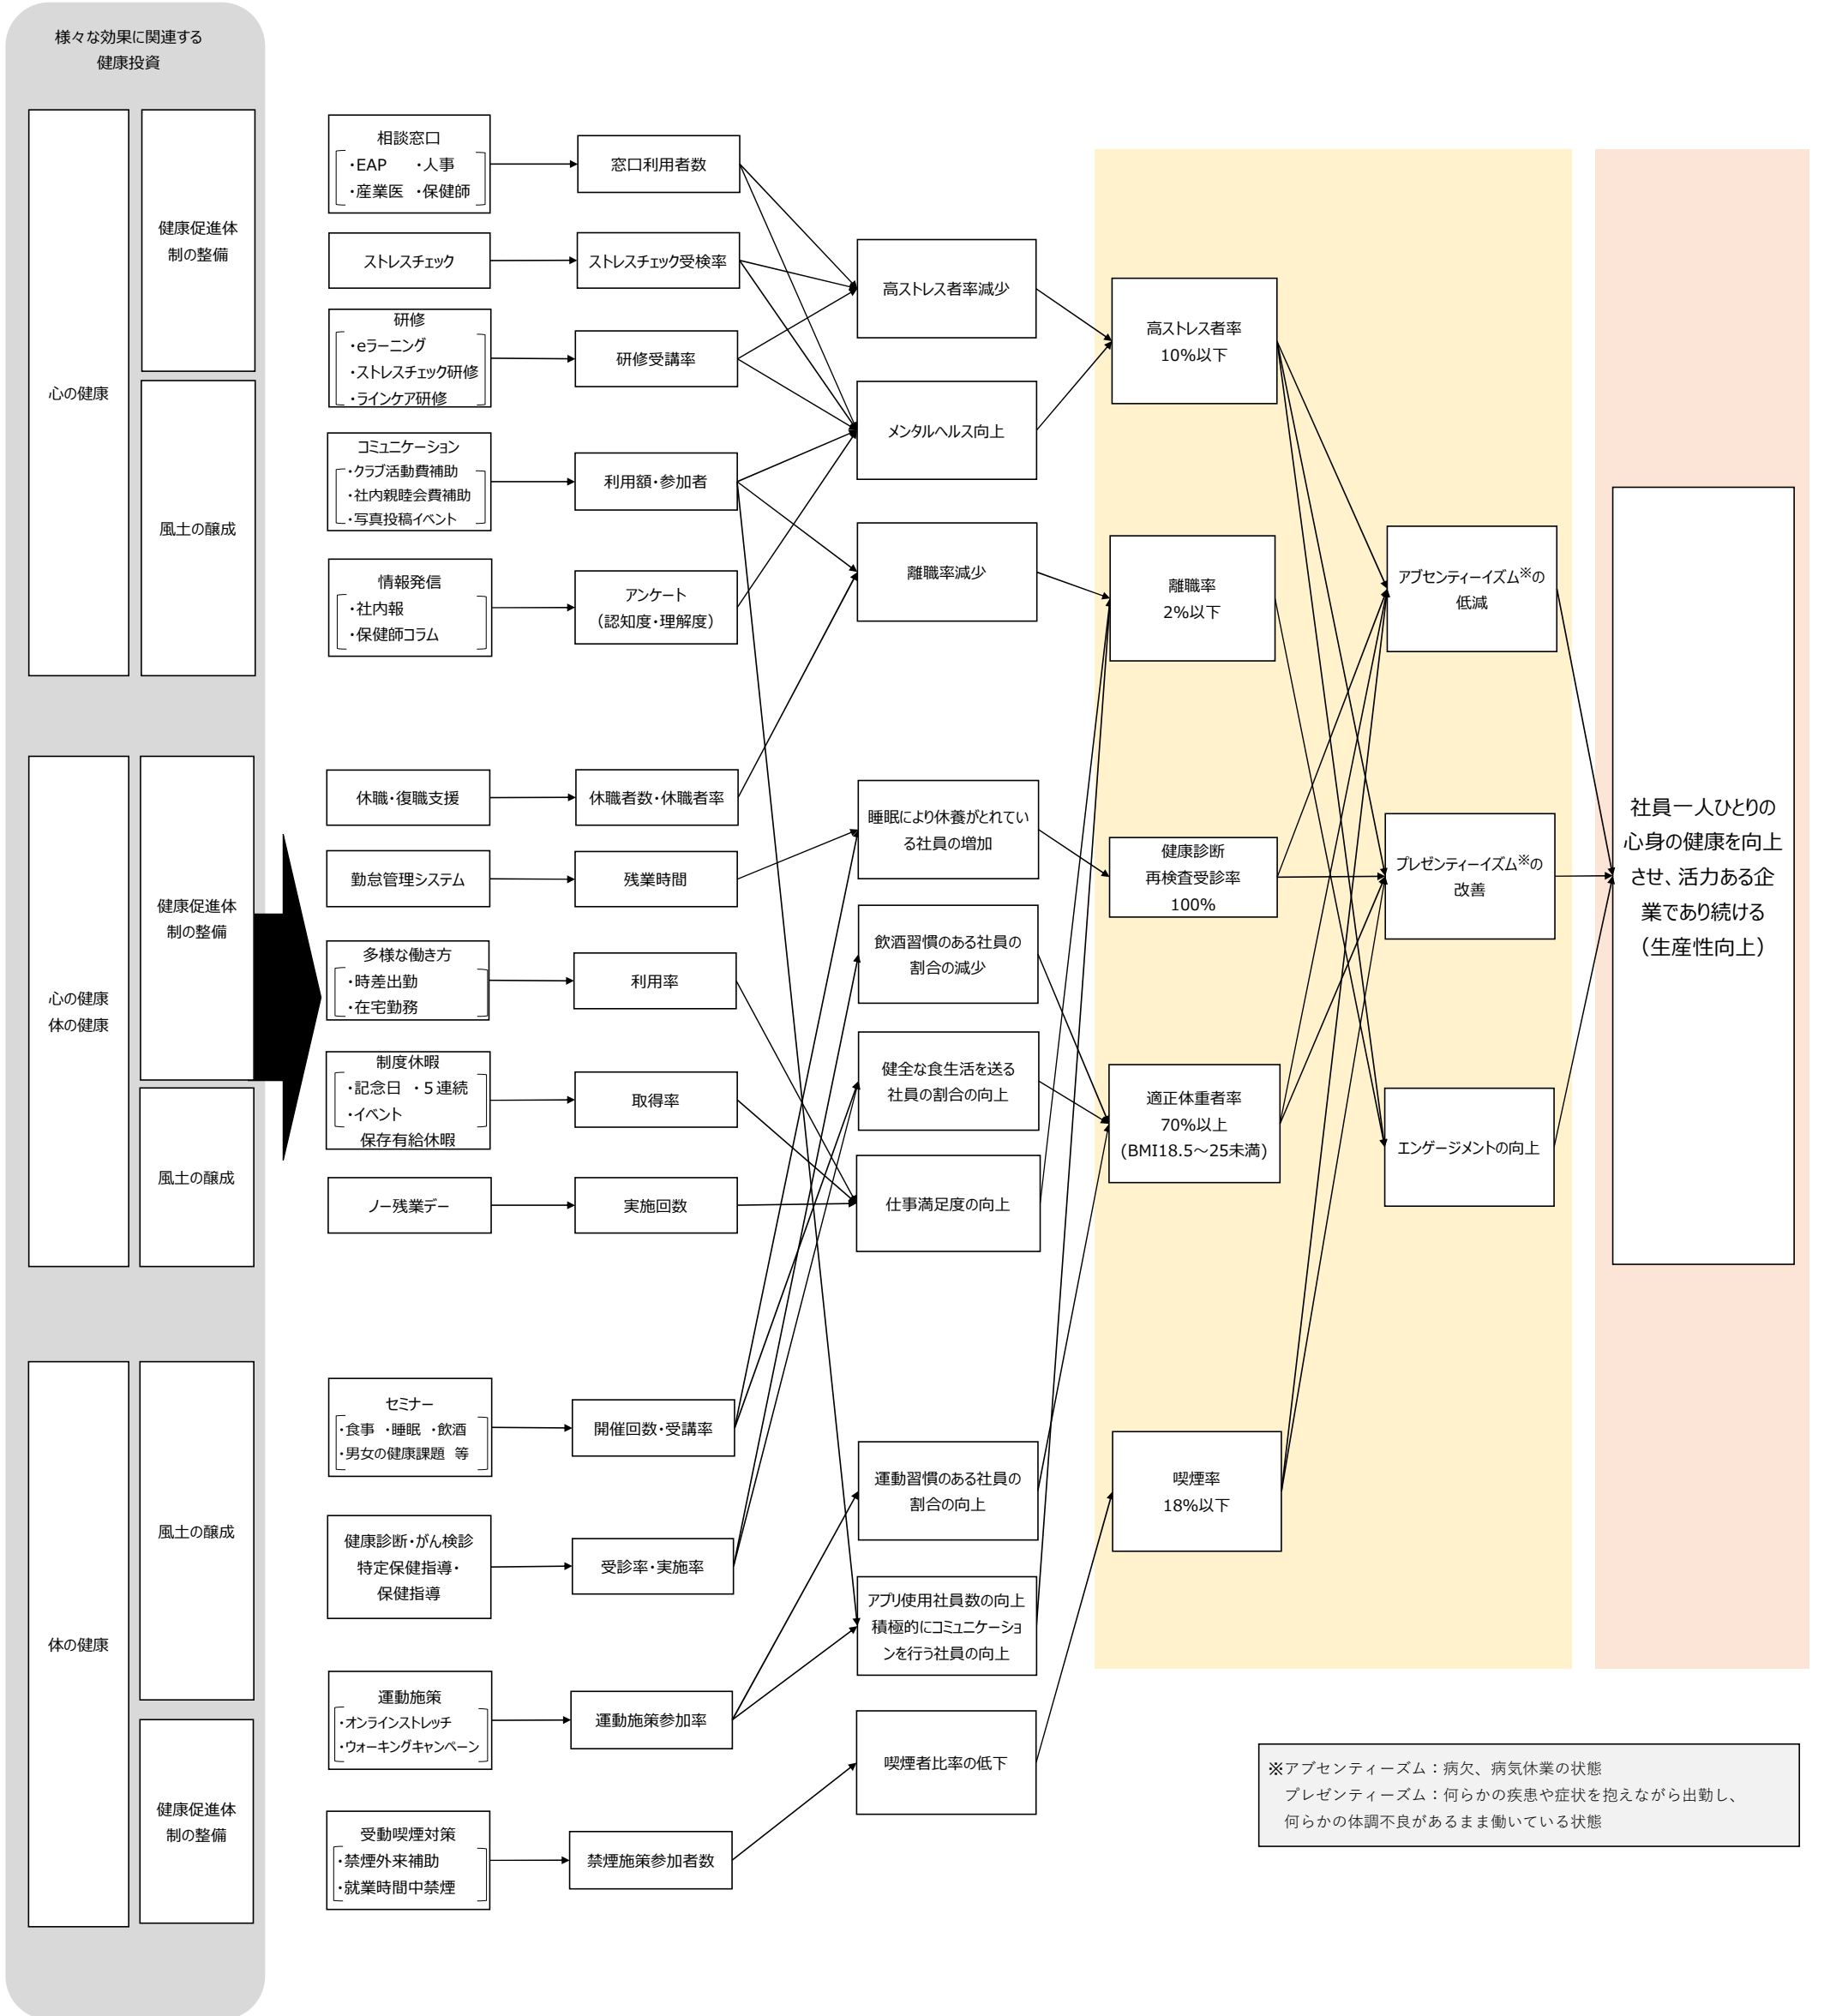 様々な効果に関連する
健康投資
心の健康
健康促進体
制の整備
風土の醸成
心の健康
体の健康
健康促進体
制の整備
風土の醸成
体の健康
風土の醸成
健康促進体
制の整備
相談窓口
・EAP ・人事
・産業医 ・保健師
ストレスチェック
研修
・eラーニング
・ストレスチェック研修
・ラインケア研修
コミュニケーション
・クラブ活動費補助
・社内親睦会費補助
・写真投稿イベント
情報発信
・社内報
・保健師コラム
休職・復職支援
勤怠管理システム
多様な働き方
・時差出勤
・在宅勤務
制度休暇
・記念日 ・５連続
・イベント
保存有給休暇
ノー残業デー
セミナー
・食事 ・睡眠 ・飲酒
・男女の健康課題 等
健康診断・がん検診
特定保健指導・
保健指導
運動施策
・オンラインストレッチ
・ウォーキングキャンペーン
受動喫煙対策
・禁煙外来補助
・就業時間中禁煙
窓口利用者数
ストレスチェック受検率
研修受講率
利用額・参加者
アンケート
（認知度・理解度）
休職者数・休職者率
残業時間
利用率
取得率
実施回数
開催回数・受講率
受診率・実施率
運動施策参加率
禁煙施策参加者数
高ストレス者率減少
メンタルヘルス向上
離職率減少
睡眠により休養がとれてい
る社員の増加
飲酒習慣のある社員の
割合の減少
健全な食生活を送る
社員の割合の向上
仕事満足度の向上
運動習慣のある社員の
割合の向上
アプリ使用社員数の向上
積極的にコミュニケーショ
ンを行う社員の向上
喫煙者比率の低下
高ストレス者率
10%以下
離職率
2%以下
健康診断
再検査受診率
100%
適正体重者率
70%以上
(BMI18.5～25未満)
喫煙率
18%以下
アブセンティーイズム※の
低減
プレゼンティーイズム※の
改善
エンゲージメントの向上
社員一人ひとりの
心身の健康を向上
させ、活力ある企
業であり続ける
（生産性向上）
※アブセンティーズム：病欠、病気休業の状態
プレゼンティーズム：何らかの疾患や症状を抱えながら出勤し、
何らかの体調不良があるまま働いている状態